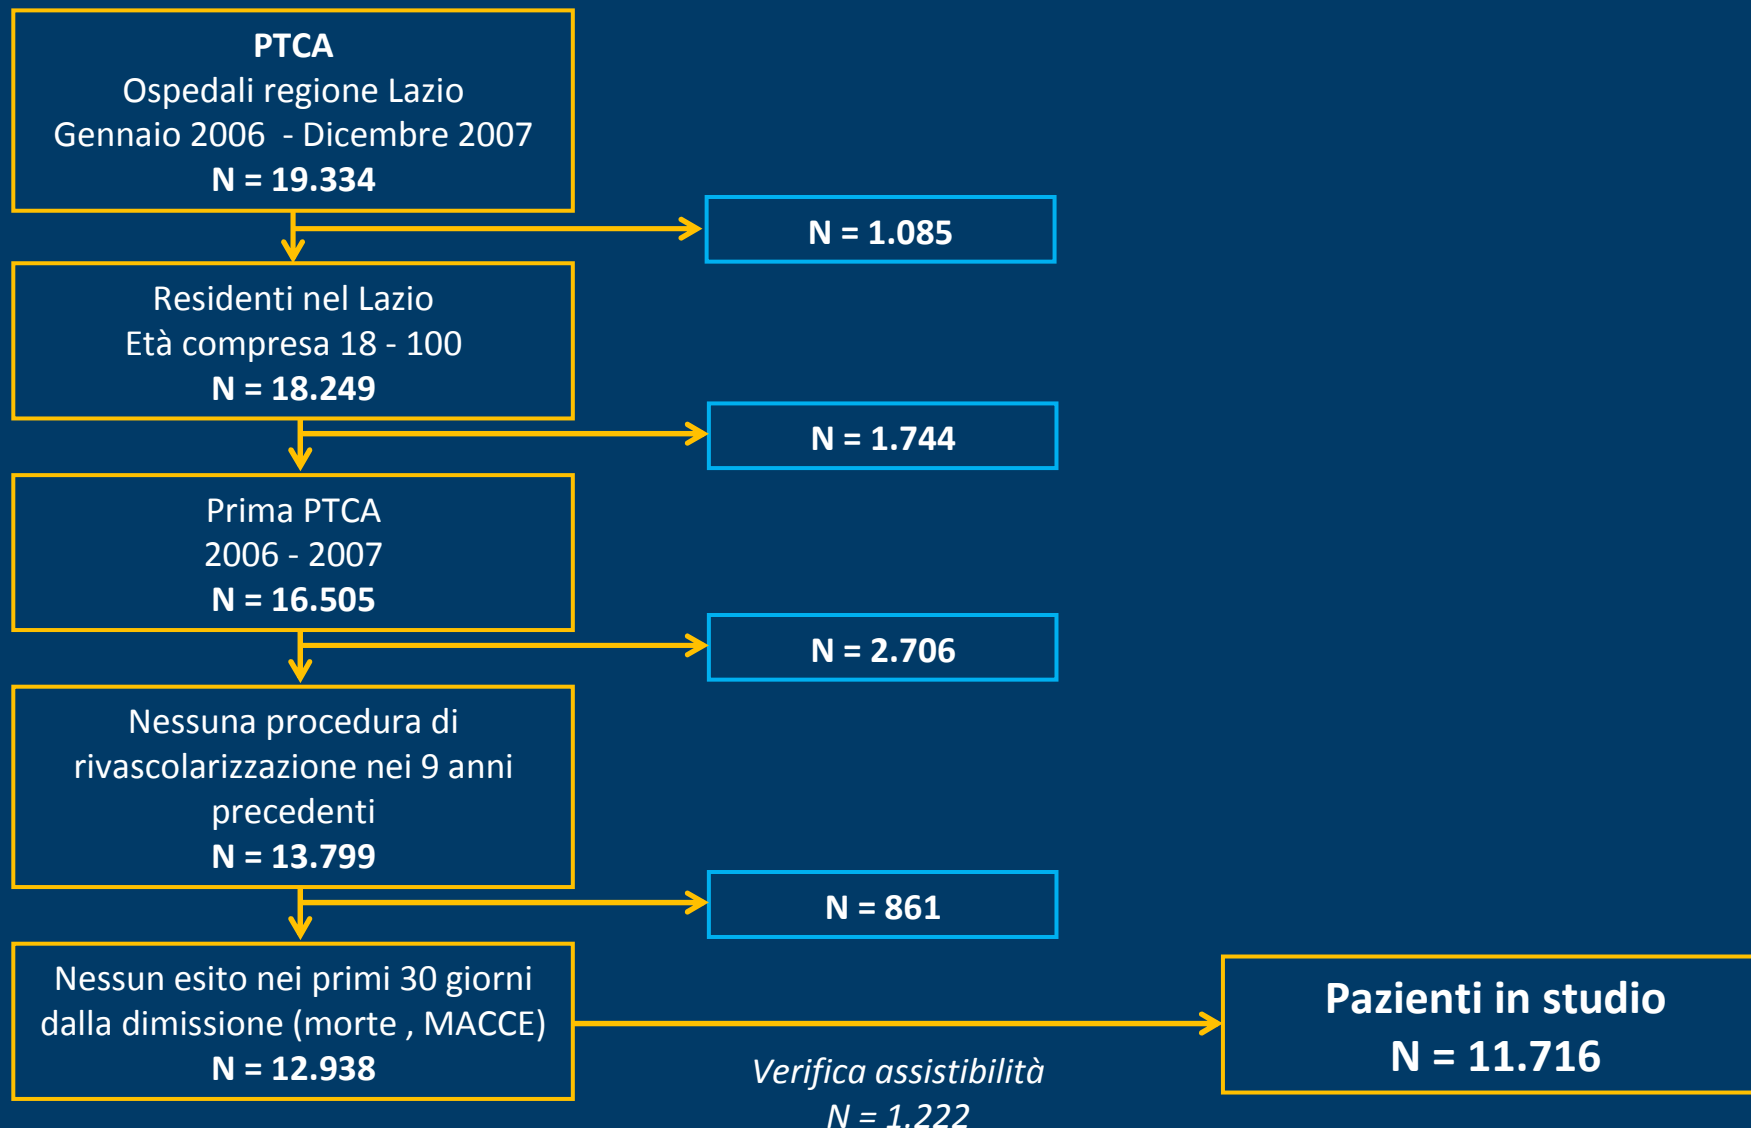 PTCA
Ospedali regione Lazio
Gennaio 2006 - Dicembre 2007
N = 19.334
N = 1.085
Residenti nel Lazio
Età compresa 18 - 100
N = 18.249
N = 1.744
Prima PTCA
2006 - 2007
N = 16.505
N = 2.706
Nessuna procedura di
rivascolarizzazione nei 9 anni
precedenti
N = 13.799
N = 861
Nessun esito nei primi 30 giorni
dalla dimissione (morte , MACCE)
N = 12.938
Verifica assistibilità
N = 1.222
Pazienti in studio
N = 11.716